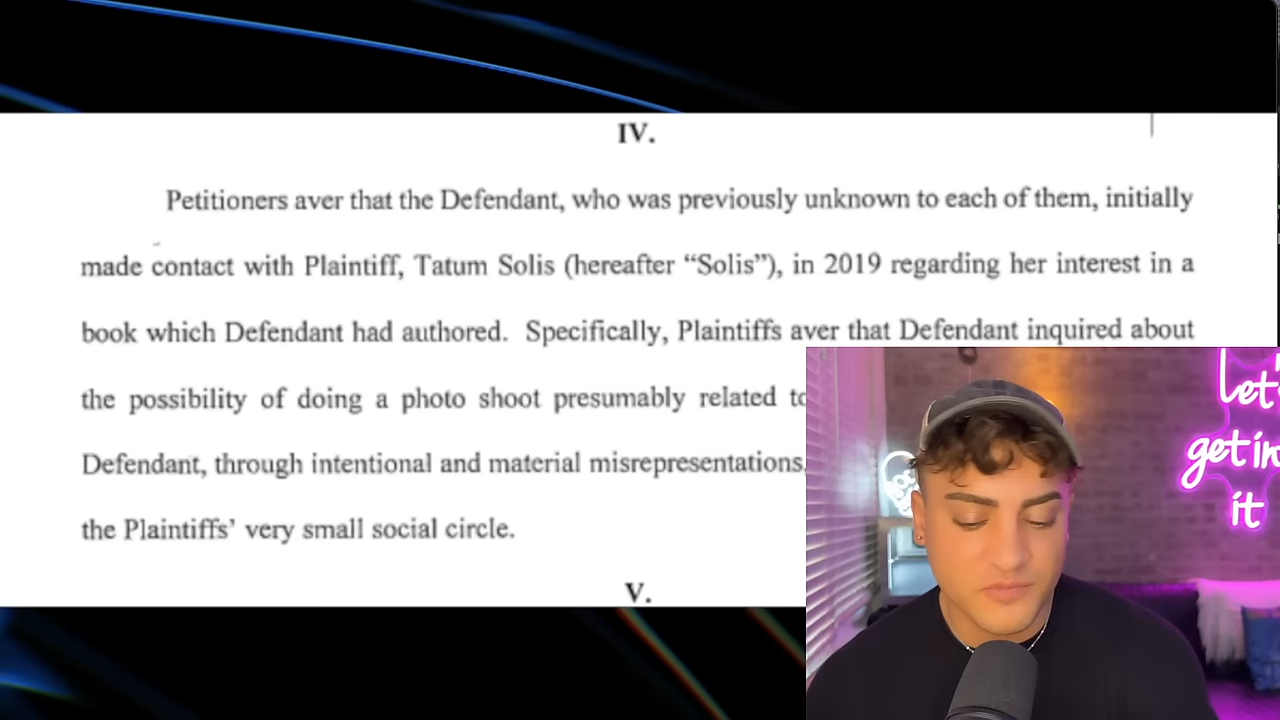 IV.
Petitioners aver that the Defendant, who was previously unknown to each of them, initially
made contact with Plaintiff, Tatum Solis (hereafter “Solis”), in 2019 regarding her interest in a
book which Defendant had authored. Specifically, Plaintiffs aver that Defendant inquired about
the possibility of doing a photo shoot presumably related
Defendant, through intentional and material misrepresentations,
the Plaintiffs’ very small social circle.
V.
Let's
get in
it